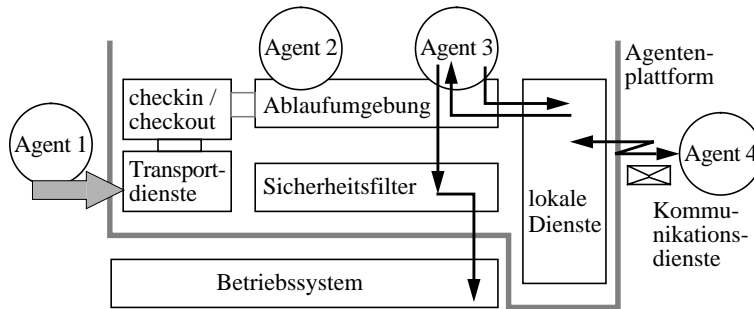 Agent 2
Agent 3
Agenten-
plattform
checkin /
checkout
Ablaufumgebung
Agent 1
Agent 4
Transport-
dienste
Sicherheitsfilter
lokale
Dienste
Kommu-
nikations-
dienste
Betriebssystem